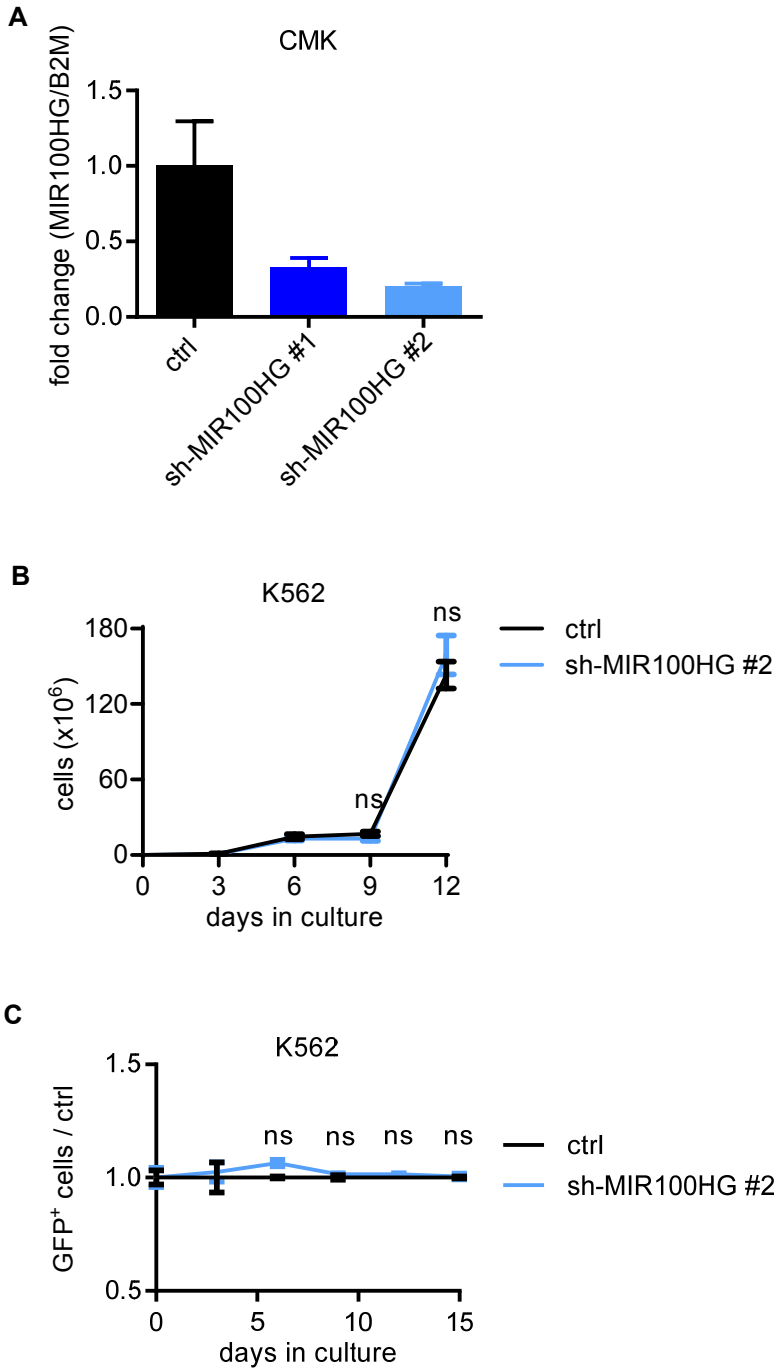 A
CMK
fold change (MIR100HG/B2M)
1.5
1.0
0.5
0.0
ctrl
sh-MIR100HG #1
sh-MIR100HG #2
B
K562
cells (x10⁶)
180
120
60
0
ns
ns
0 3 6 9 12
days in culture
ctrl
sh-MIR100HG #2
C
K562
GFP⁺ cells / ctrl
1.5
1.0
0.5
ns ns ns ns
0 5 10 15
days in culture
ctrl
sh-MIR100HG #2